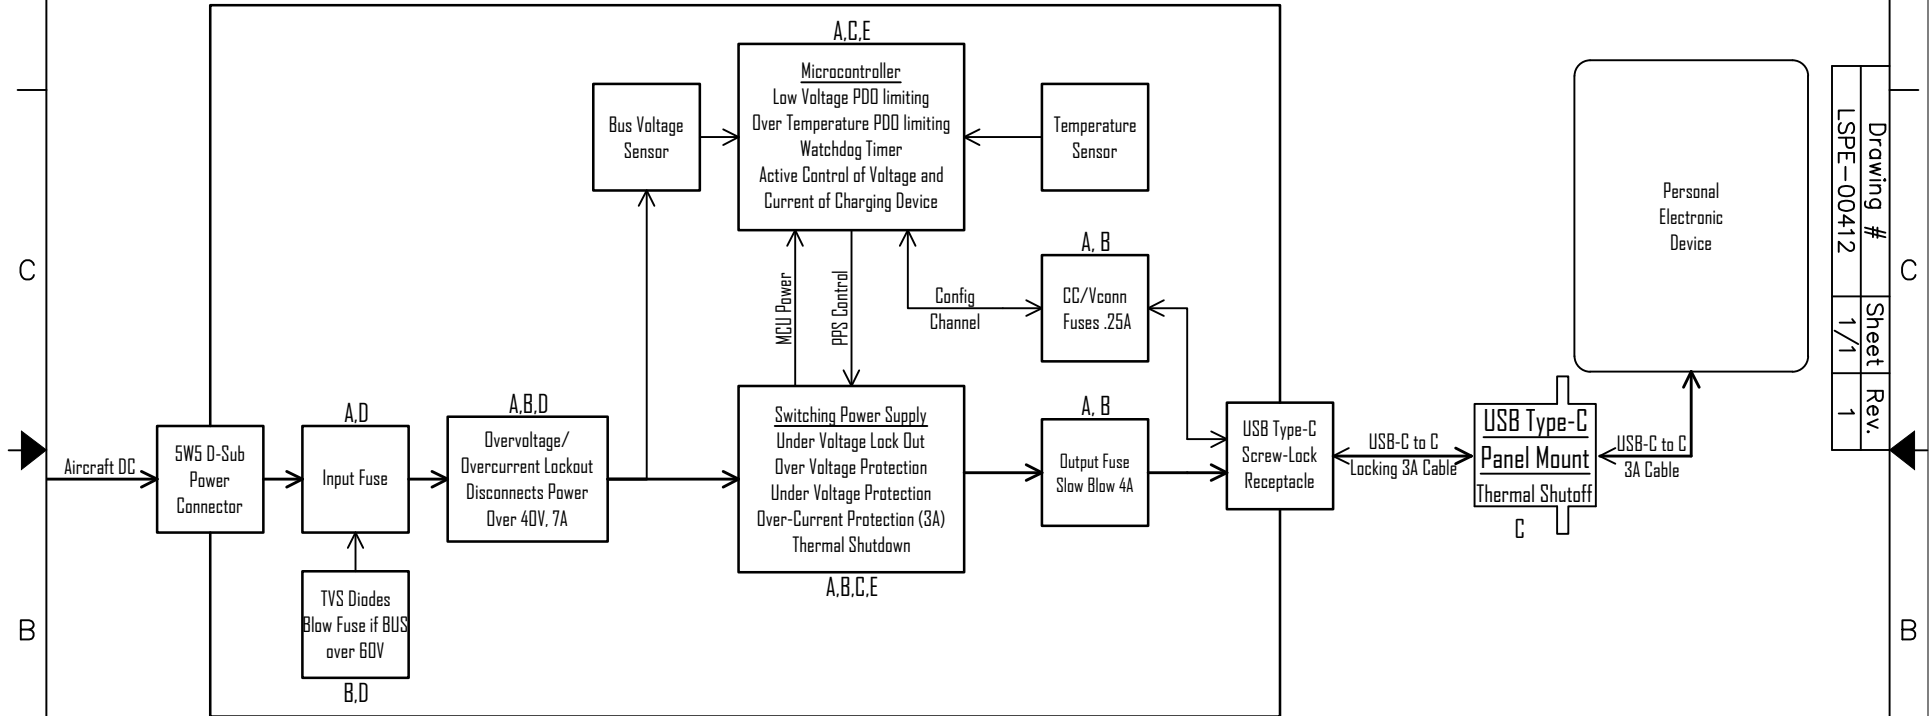 A,C,E
Microcontroller
Low Voltage PDO limiting
Over Temperature PDO limiting
Watchdog Timer
Active Control of Voltage and
Current of Charging Device
Bus Voltage
Sensor
Temperature
Sensor
Personal
Electronic
Device
Drawing #
LSPE-00412
Sheet
1/1
Rev.
1
C
C
MCU Power
PPS Control
Config
Channel
A, B
CC/Vconn
Fuses .25A
Aircraft DC
5W5 D-Sub
Power
Connector
A,D
Input Fuse
A,B,D
Overvoltage/
Overcurrent Lockout
Disconnects Power
Over 40V, 7A
Switching Power Supply
Under Voltage Lock Out
Over Voltage Protection
Under Voltage Protection
Over-Current Protection (3A)
Thermal Shutdown
A,B,C,E
A, B
Output Fuse
Slow Blow 4A
USB Type-C
Screw-Lock
Receptacle
USB-C to C
Locking 3A Cable
USB Type-C
Panel Mount
Thermal Shutoff
C
USB-C to C
3A Cable
TVS Diodes
Blow Fuse if BUS
over 60V
B,D
B
B